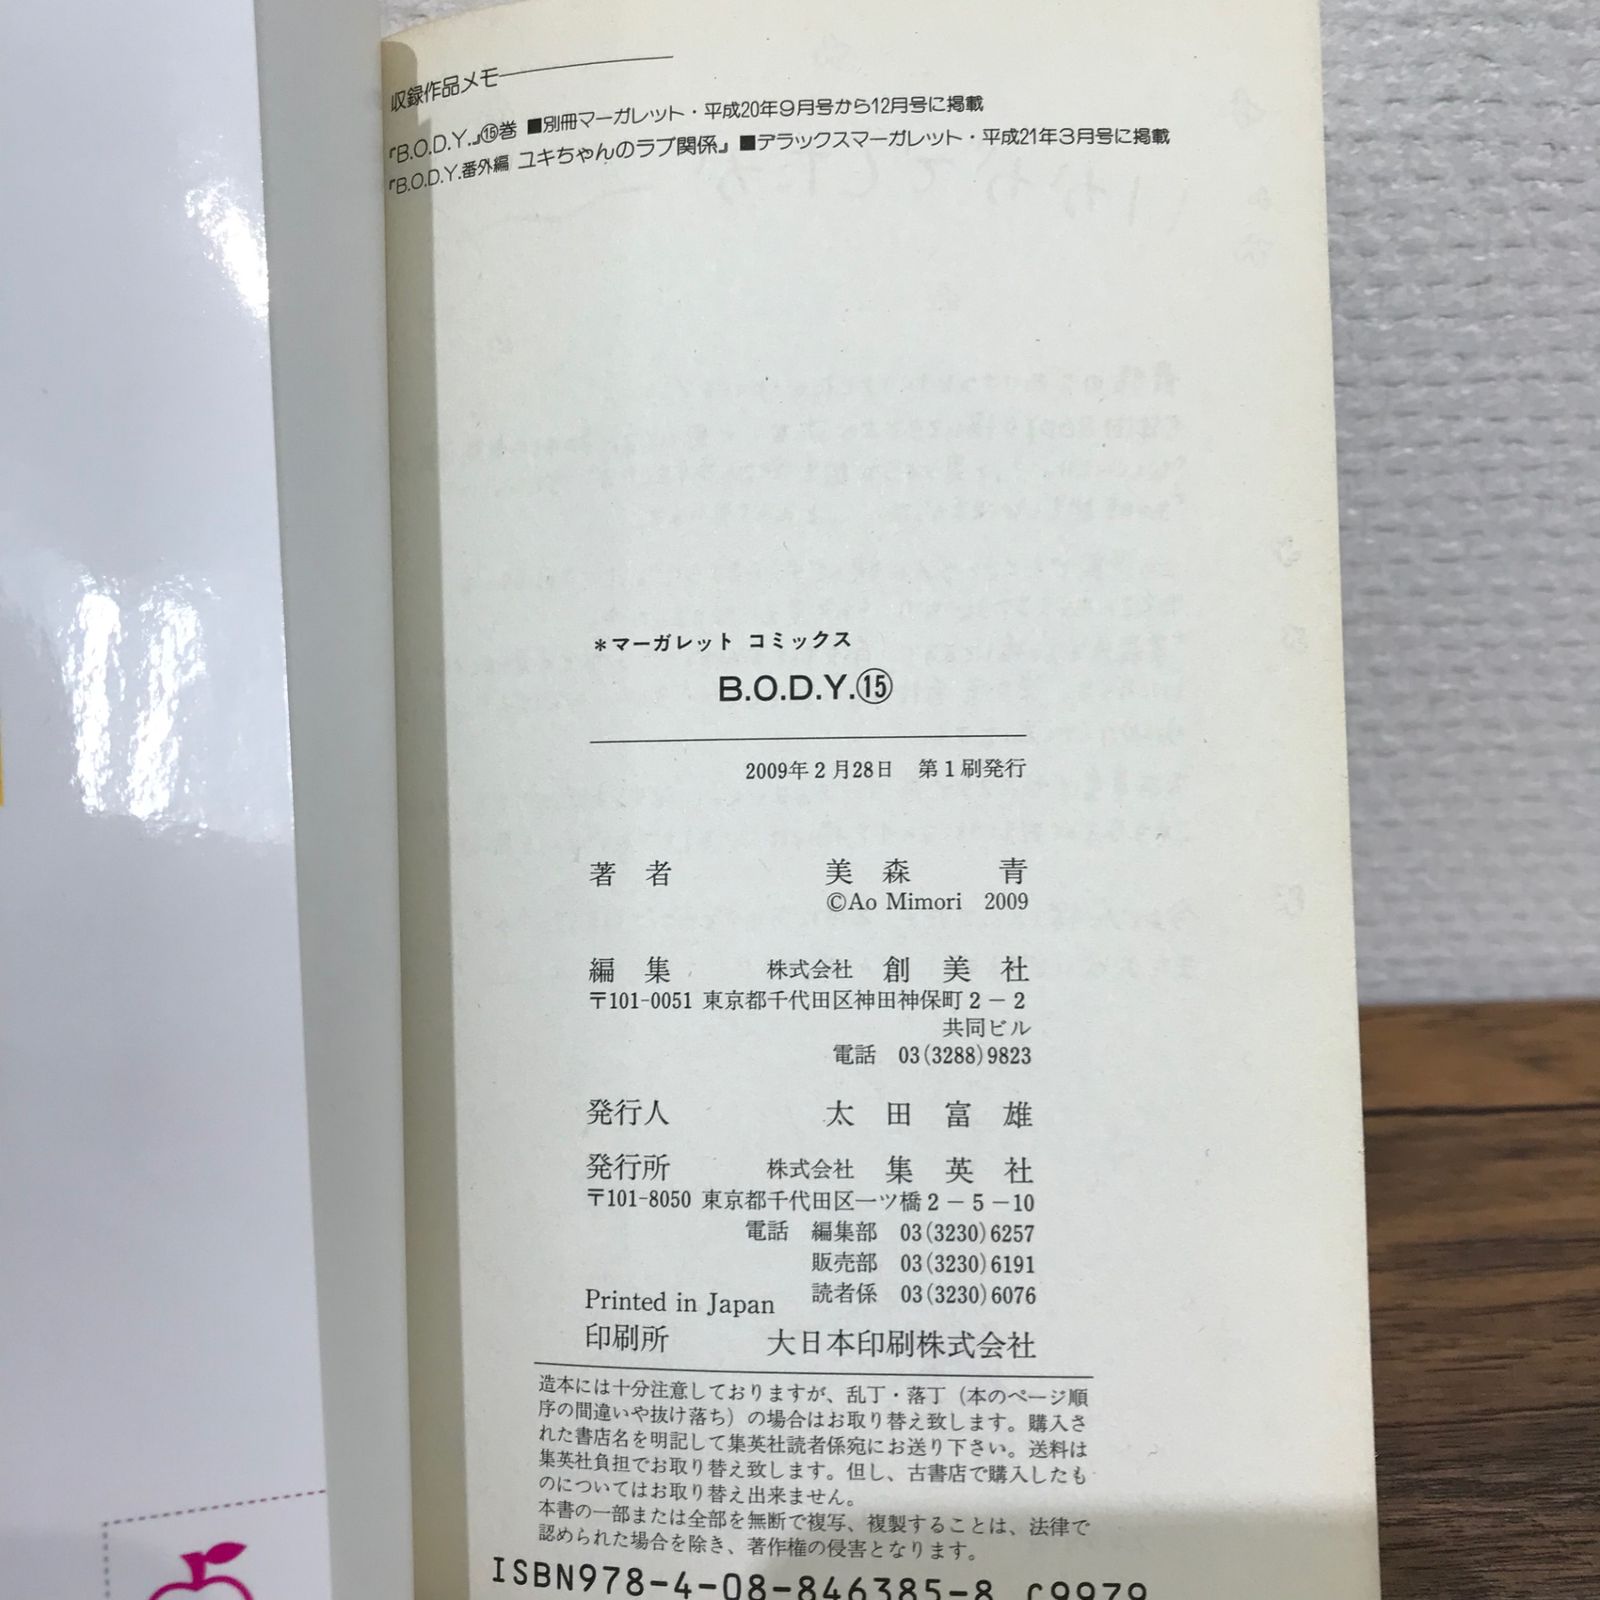 収録作品メモ
『B.O.D.Y.』⑮巻 ■別冊マーガレット・平成20年9月号から12月号に掲載
『B.O.D.Y.番外編 ユキちゃんのラブ関係』■デラックスマーガレット・平成21年3月号に掲載
*マーガレット コミックス
B.O.D.Y.⑮
2009年2月28日 第1刷発行
著者 美森 青
©Ao Mimori 2009
編集 株式会社 創美社
〒101-0051 東京都千代田区神田神保町2-2
共同ビル
電話 03(3288)9823
発行人 太田富雄
発行所 株式会社 集英社
〒101-8050 東京都千代田区一ツ橋2-5-10
電話 編集部 03(3230)6257
販売部 03(3230)6191
読者係 03(3230)6076
Printed in Japan
印刷所 大日本印刷株式会社
造本には十分注意しておりますが、乱丁・落丁(本のページ順
序の間違いや抜け落ち)の場合はお取り替え致します。購入さ
れた書店名を明記して集英社読者係宛にお送り下さい。送料は
集英社負担でお取り替え致します。但し、古書店で購入したも
のについてはお取り替え出来ません。
本書の一部または全部を無断で複写、複製することは、法律で
認められた場合を除き、著作権の侵害となります。
ISBN978-4-08-846385-8 C9979